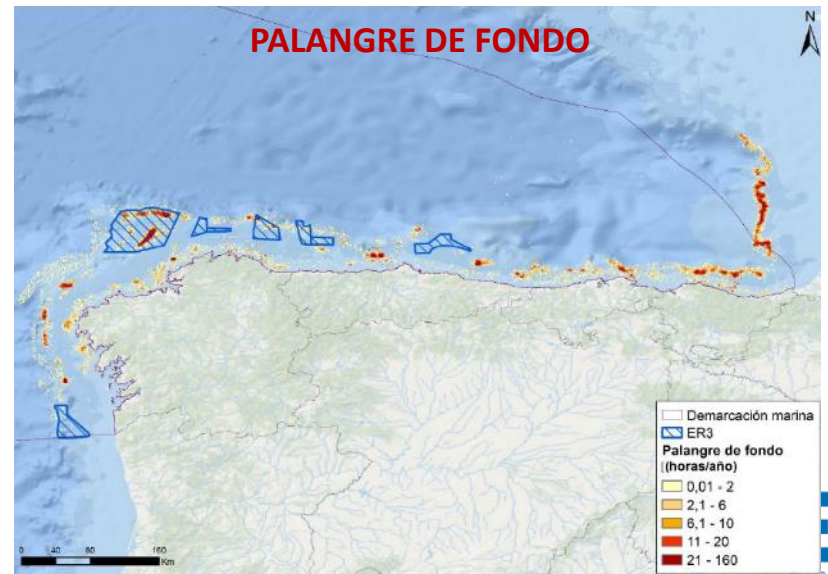 PALANGRE DE FONDO
N
Demarcación marina
ER3
Palangre de fondo
(horas/año)
0,01 - 2
2,1 - 6
6,1 - 10
11 - 20
21 - 160
0 40 80 160
Km